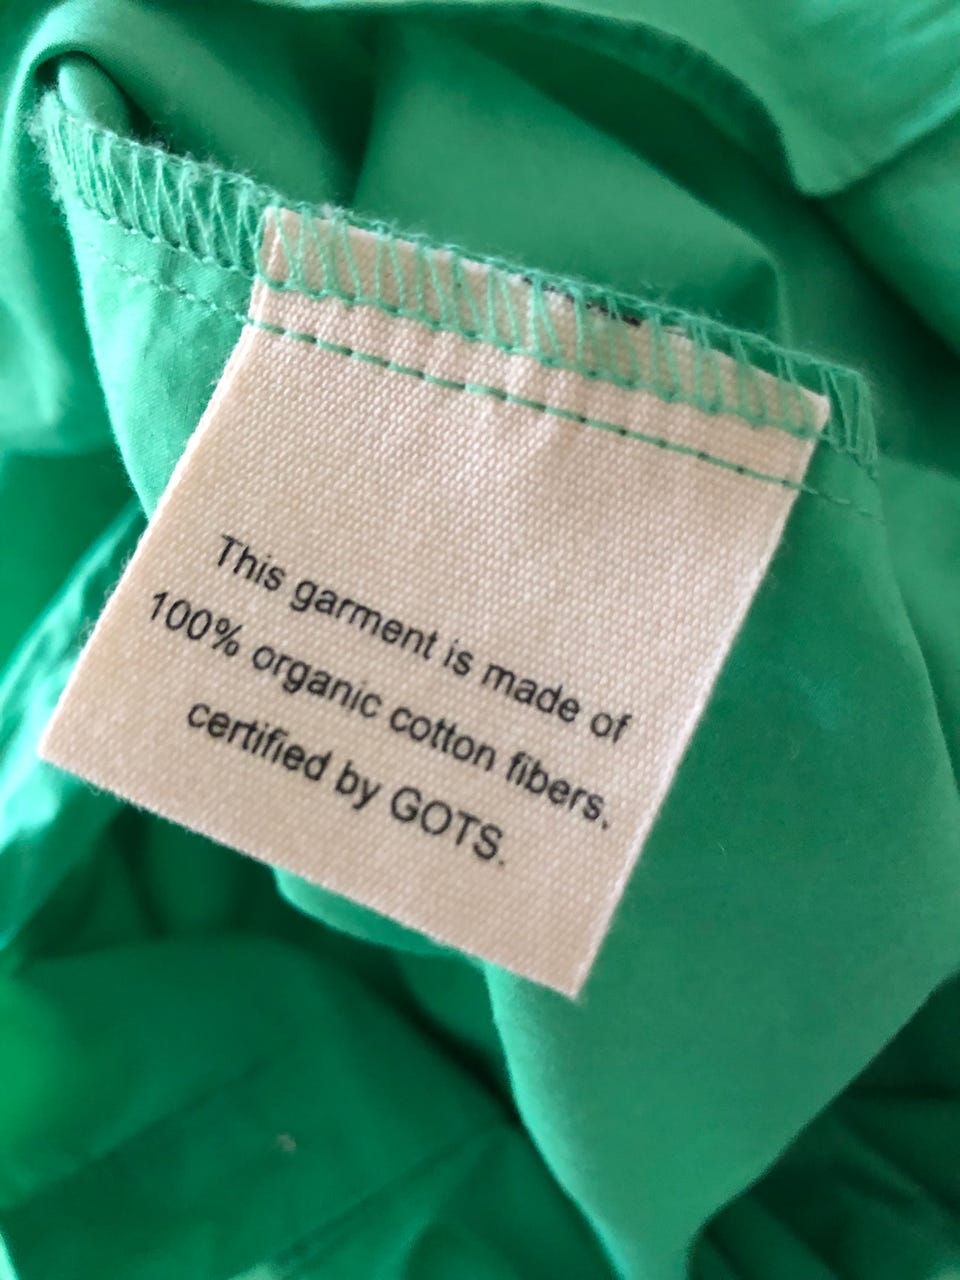 This garment is made of
100% organic cotton fibers,
certified by GOTS.